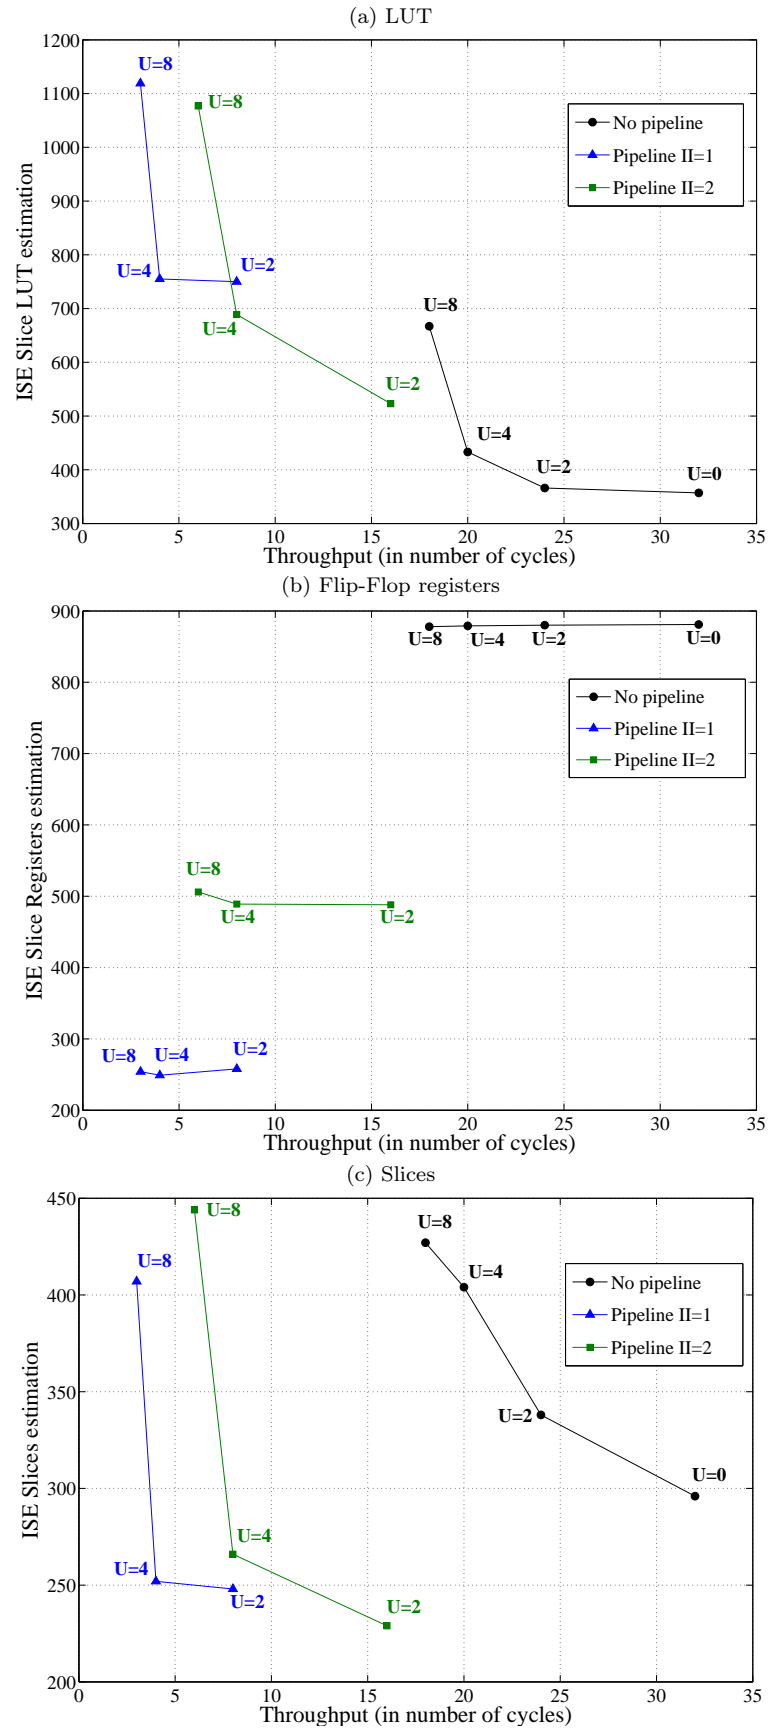 (a) LUT
1200
1100
1000
900
800
700
600
500
400
300
ISE Slice LUT estimation
U=8
U=4
U=2
U=8
U=4
U=2
U=8
U=4
U=2
U=0
No pipeline
Pipeline II=1
Pipeline II=2
0 5 10 15 20 25 30 35
Throughput (in number of cycles)
(b) Flip-Flop registers
900
800
700
600
500
400
300
200
ISE Slice Registers estimation
U=8
U=4
U=2
U=0
No pipeline
Pipeline II=1
Pipeline II=2
U=8
U=4
U=2
U=8
U=4
U=2
0 5 10 15 20 25 30 35
Throughput (in number of cycles)
(c) Slices
450
400
350
300
250
200
ISE Slices estimation
U=8
U=4
U=2
U=8
U=4
U=2
U=8
U=4
U=2
U=0
No pipeline
Pipeline II=1
Pipeline II=2
0 5 10 15 20 25 30 35
Throughput (in number of cycles)